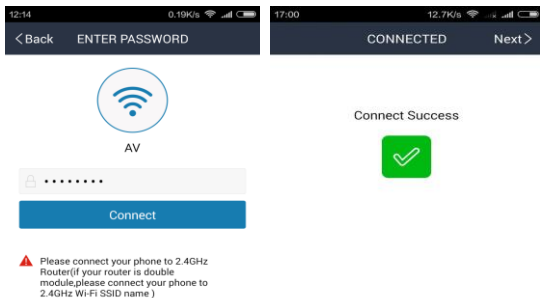 12:14 0.19K/s
<Back ENTER PASSWORD
AV
••••••••
Connect
Please connect your phone to 2.4GHz
Router(if your router is double
module,please connect your phone to
2.4GHz Wi-Fi SSID name )
17:00 12.7K/s
CONNECTED Next>
Connect Success